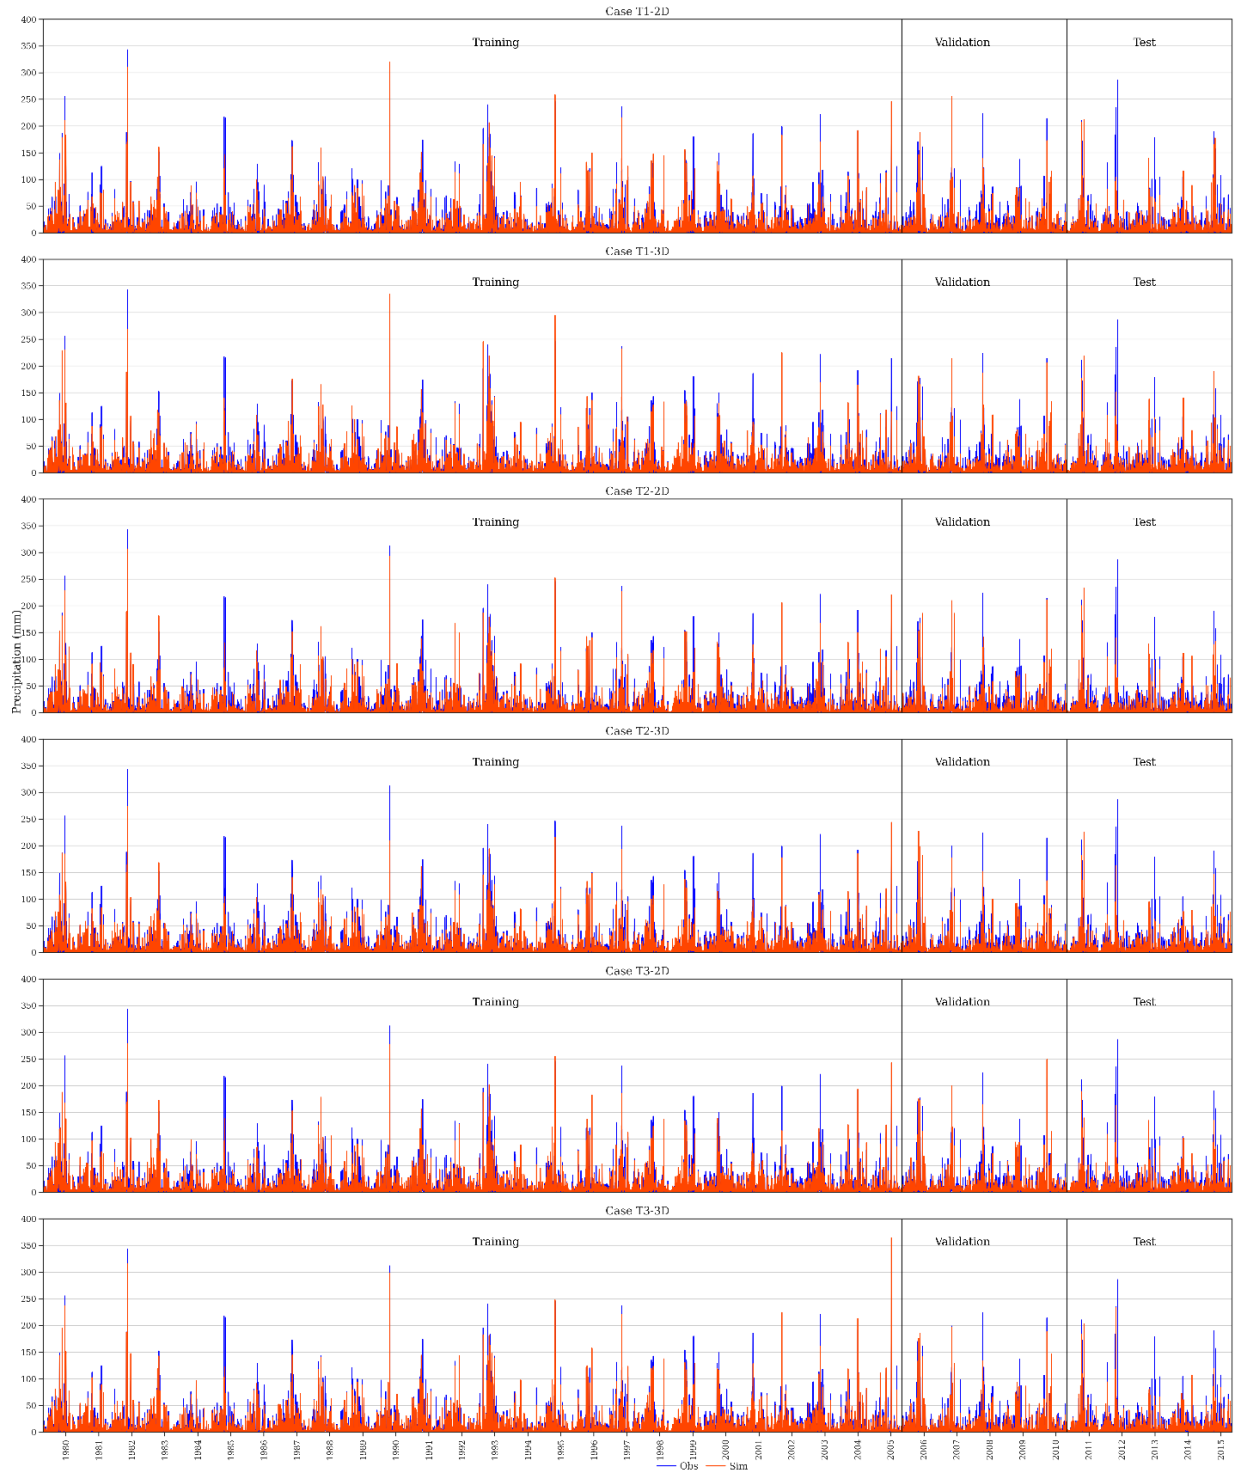 Case T1-2D
400
350
300
250
200
150
100
50
0
Training
Validation
Test
Case T1-3D
400
350
300
250
200
150
100
50
0
Training
Validation
Test
Case T2-2D
400
350
300
250
200
150
100
50
0
Training
Validation
Test
Precipitation (mm)
Case T2-3D
400
350
300
250
200
150
100
50
0
Training
Validation
Test
Case T3-2D
400
350
300
250
200
150
100
50
0
Training
Validation
Test
Case T3-3D
400
350
300
250
200
150
100
50
0
Training
Validation
Test
1980 1981 1982 1983 1984 1985 1986 1987 1988 1989 1990 1991 1992 1993 1994 1995 1996 1997 1998 1999 2000 2001 2002 2003 2004 2005 2006 2007 2008 2009 2010 2011 2012 2013 2014 2015
Obs Sim